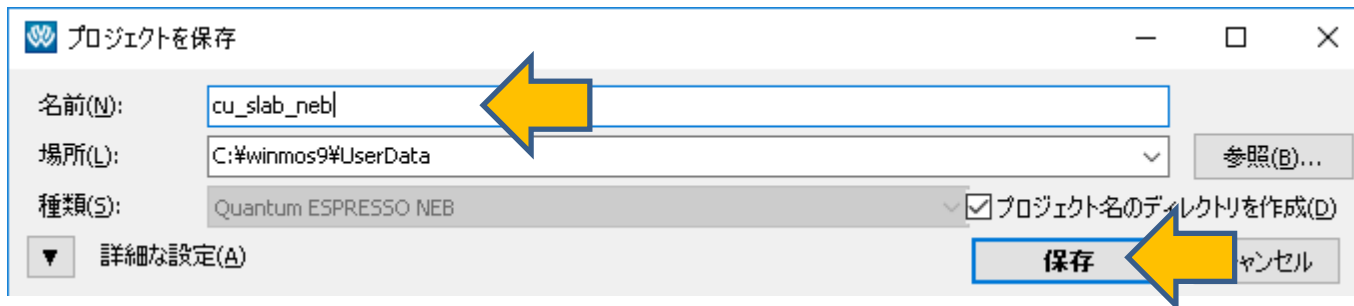 プロジェクトを保存
名前(N): cu_slab_neb
場所(L): C:¥winmos9¥UserData 参照(B)...
種類(S): Quantum ESPRESSO NEB プロジェクト名のディレクトリを作成(D)
▼ 詳細な設定(A) 保存 ャンセル